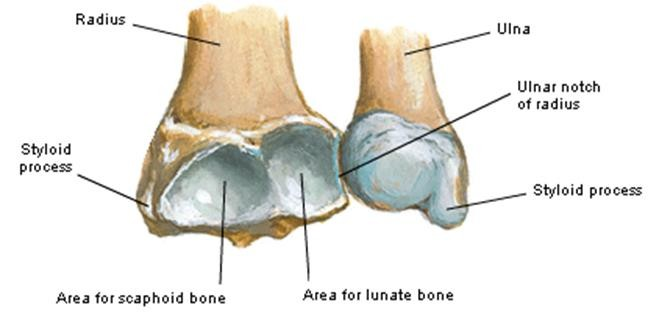 Radius
Ulna
Ulnar notch
of radius
Styloid
process
Styloid process
Area for scaphoid bone
Area for lunate bone